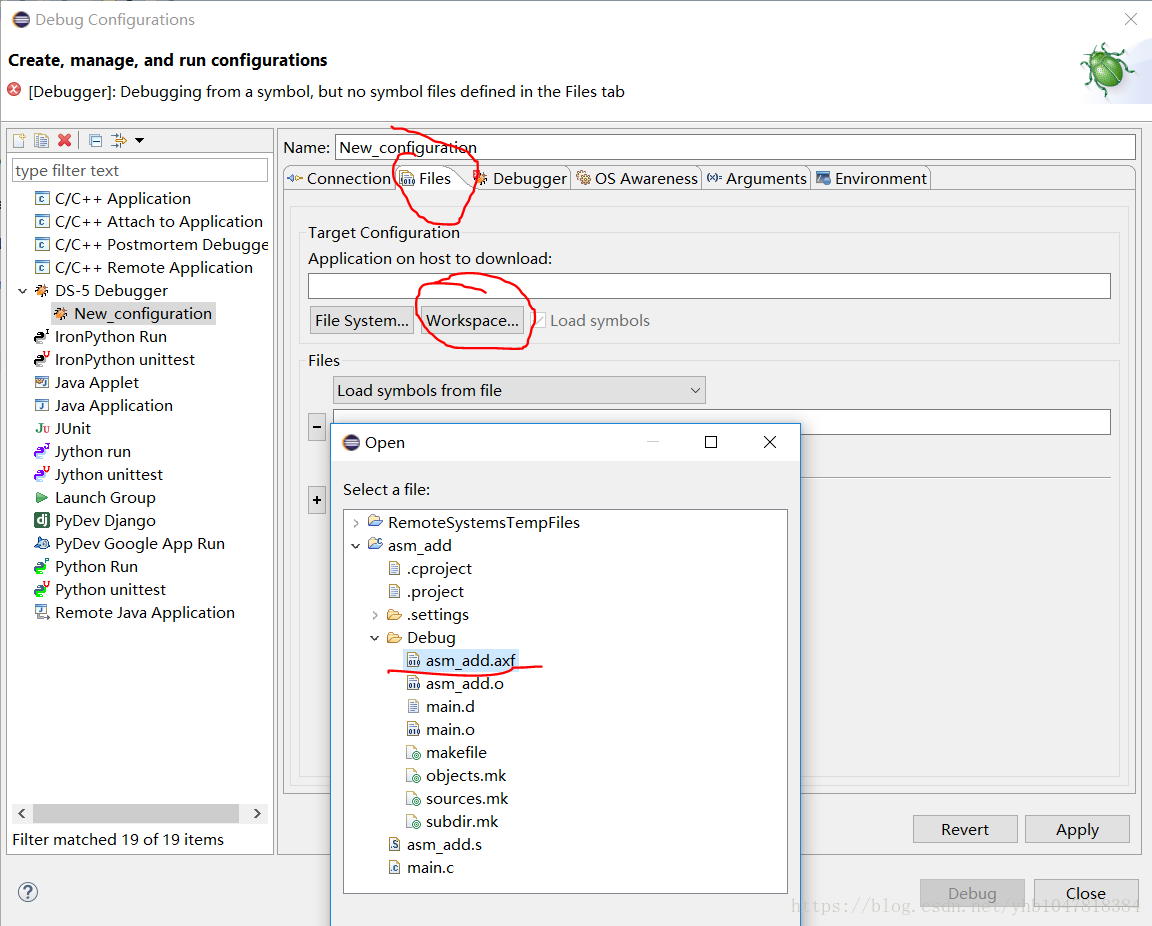 Debug Configurations
Create, manage, and run configurations
[Debugger]: Debugging from a symbol, but no symbol files defined in the Files tab
type filter text
C/C++ Application
C/C++ Attach to Application
C/C++ Postmortem Debugge
C/C++ Remote Application
DS-5 Debugger
New_configuration
IronPython Run
IronPython unittest
Java Applet
Java Application
JUnit
Jython run
Jython unittest
Launch Group
PyDev Django
PyDev Google App Run
Python Run
Python unittest
Remote Java Application
Filter matched 19 of 19 items
Name: New_configuration
Connection Files Debugger OS Awareness Arguments Environment
Target Configuration
Application on host to download:
File System... Workspace... Load symbols
Files
Load symbols from file
Open
Select a file:
RemoteSystemsTempFiles
asm_add
.cproject
.project
.settings
Debug
asm_add.axf
asm_add.o
main.d
main.o
makefile
objects.mk
sources.mk
subdir.mk
asm_add.s
main.c
Revert Apply
Debug Close
https://blog.csdn.net/yhb1047818384